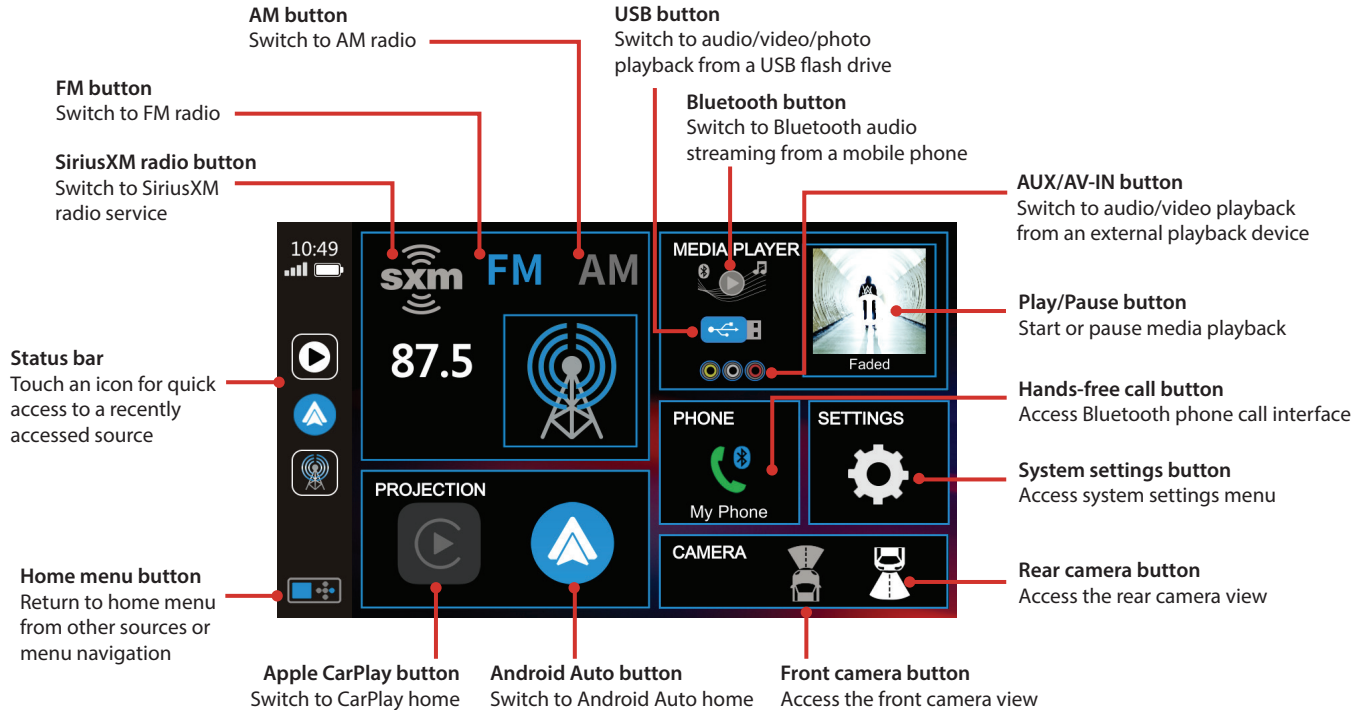 AM button
Switch to AM radio
USB button
Switch to audio/video/photo
playback from a USB flash drive
FM button
Switch to FM radio
Bluetooth button
Switch to Bluetooth audio
streaming from a mobile phone
SiriusXM radio button
Switch to SiriusXM
radio service
AUX/AV-IN button
Switch to audio/video playback
from an external playback device
10:49
sxm FM AM
87.5
MEDIA PLAYER
Faded
Play/Pause button
Start or pause media playback
Status bar
Touch an icon for quick
access to a recently
accessed source
Hands-free call button
Access Bluetooth phone call interface
PHONE
My Phone
SETTINGS
System settings button
Access system settings menu
PROJECTION
CAMERA
Rear camera button
Access the rear camera view
Home menu button
Return to home menu
from other sources or
menu navigation
Apple CarPlay button
Switch to CarPlay home
Android Auto button
Switch to Android Auto home
Front camera button
Access the front camera view